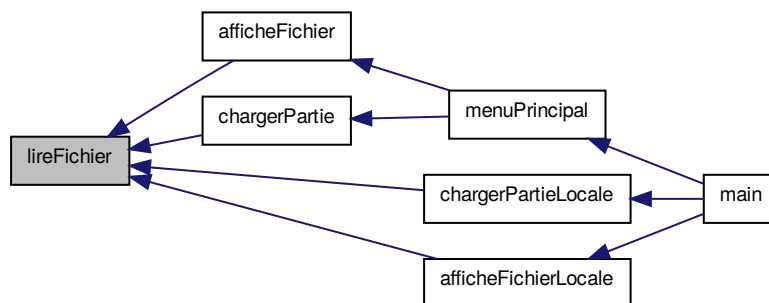 afficheFichier
chargerPartie
menuPrincipal
lireFichier
chargerPartieLocale
main
afficheFichierLocale